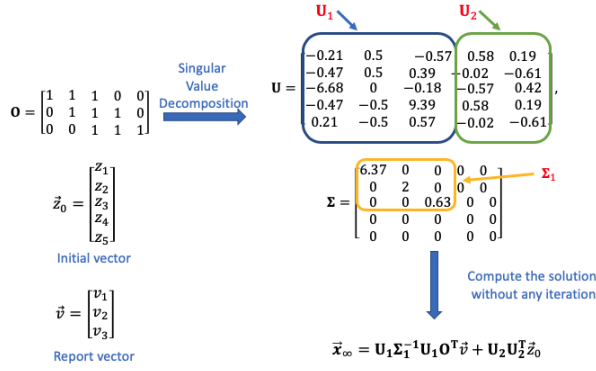 U₁ U₂
Singular
Value
Decomposition
O = [1 1 1 0 0
0 1 1 1 0
0 0 1 1 1]
U = [−0.21 0.5 −0.57 0.58 0.19
−0.47 0.5 0.39 −0.02 −0.61
−6.68 0 −0.18 −0.57 0.42
−0.47 −0.5 9.39 0.58 0.19
0.21 −0.5 0.57 −0.02 −0.61],
z⃗₀ = [z₁
z₂
z₃
z₄
z₅]
Initial vector
Σ = [6.37 0 0 0 0
0 2 0 0 0
0 0 0.63 0 0
0 0 0 0 0
0 0 0 0 0]
Σ₁
v⃗ = [v₁
v₂
v₃]
Report vector
Compute the solution
without any iteration
x⃗∞ = U₁Σ₁⁻¹U₁Oᵀv⃗ + U₂U₂ᵀz⃗₀